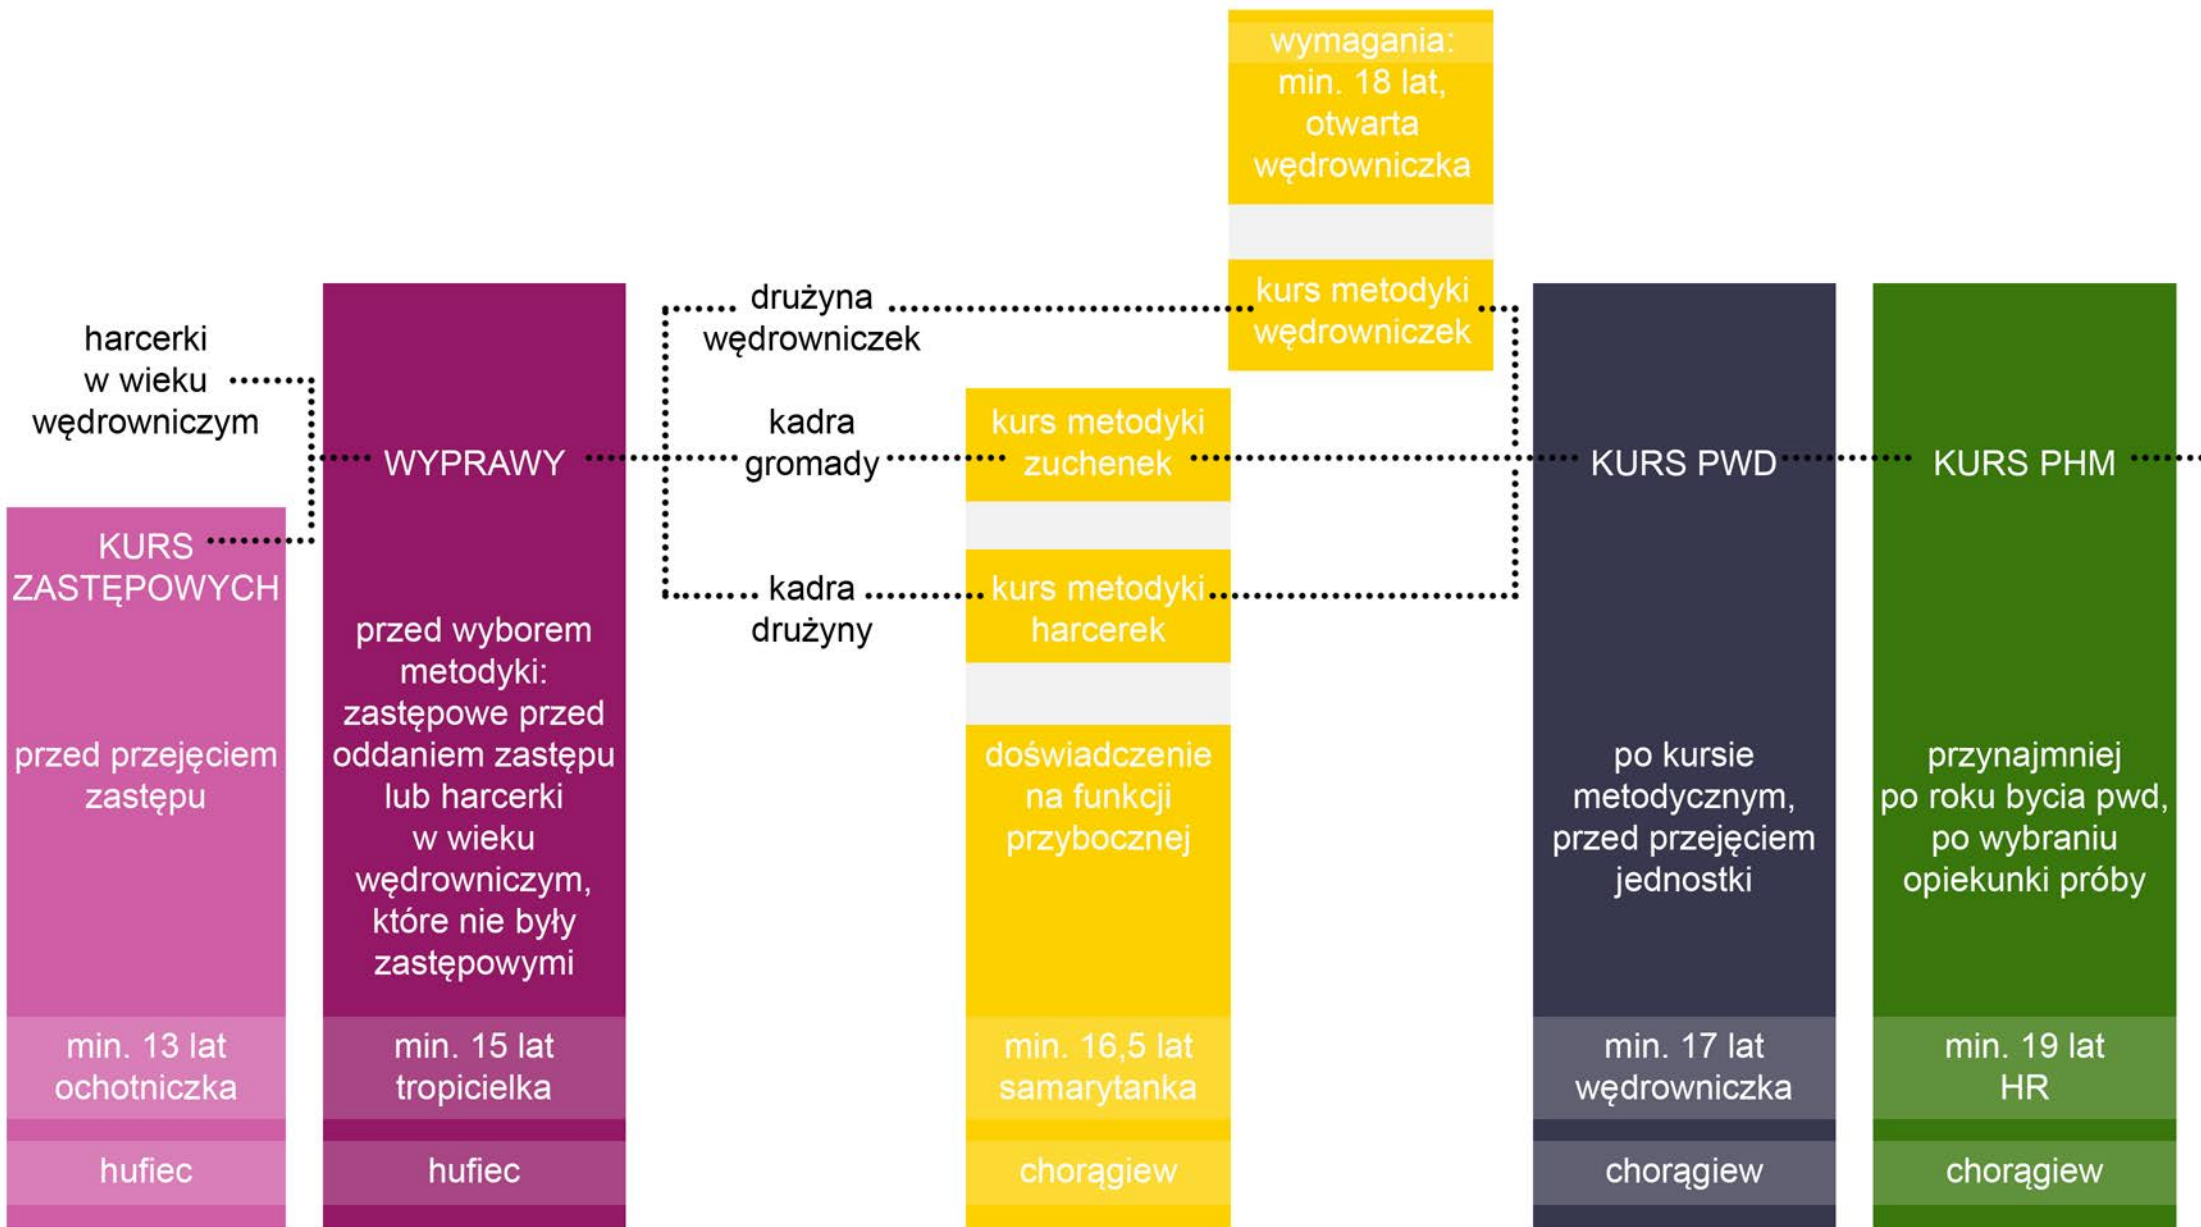 harcerki
w wieku
wędrowniczym
KURS
ZASTĘPOWYCH
przed przejęciem
zastępu
min. 13 lat
ochotniczka
hufiec
WYPRAWY
przed wyborem
metodyki:
zastępowe przed
oddaniem zastępu
lub harcerki
w wieku
wędrowniczym,
które nie były
zastępowymi
min. 15 lat
tropicielka
hufiec
drużyna
wędrowniczek
kadra
gromady
kadra
drużyny
wymagania:
min. 18 lat,
otwarta
wędrowniczka
kurs metodyki
wędrowniczek
kurs metodyki
zuchenek
kurs metodyki
harcerek
doświadczenie
na funkcji
przybocznej
min. 16,5 lat
samarytanka
chorągiew
KURS PWD
po kursie
metodycznym,
przed przejęciem
jednostki
min. 17 lat
wędrowniczka
chorągiew
KURS PHM
przynajmniej
po roku bycia pwd,
po wybraniu
opiekunki próby
min. 19 lat
HR
chorągiew